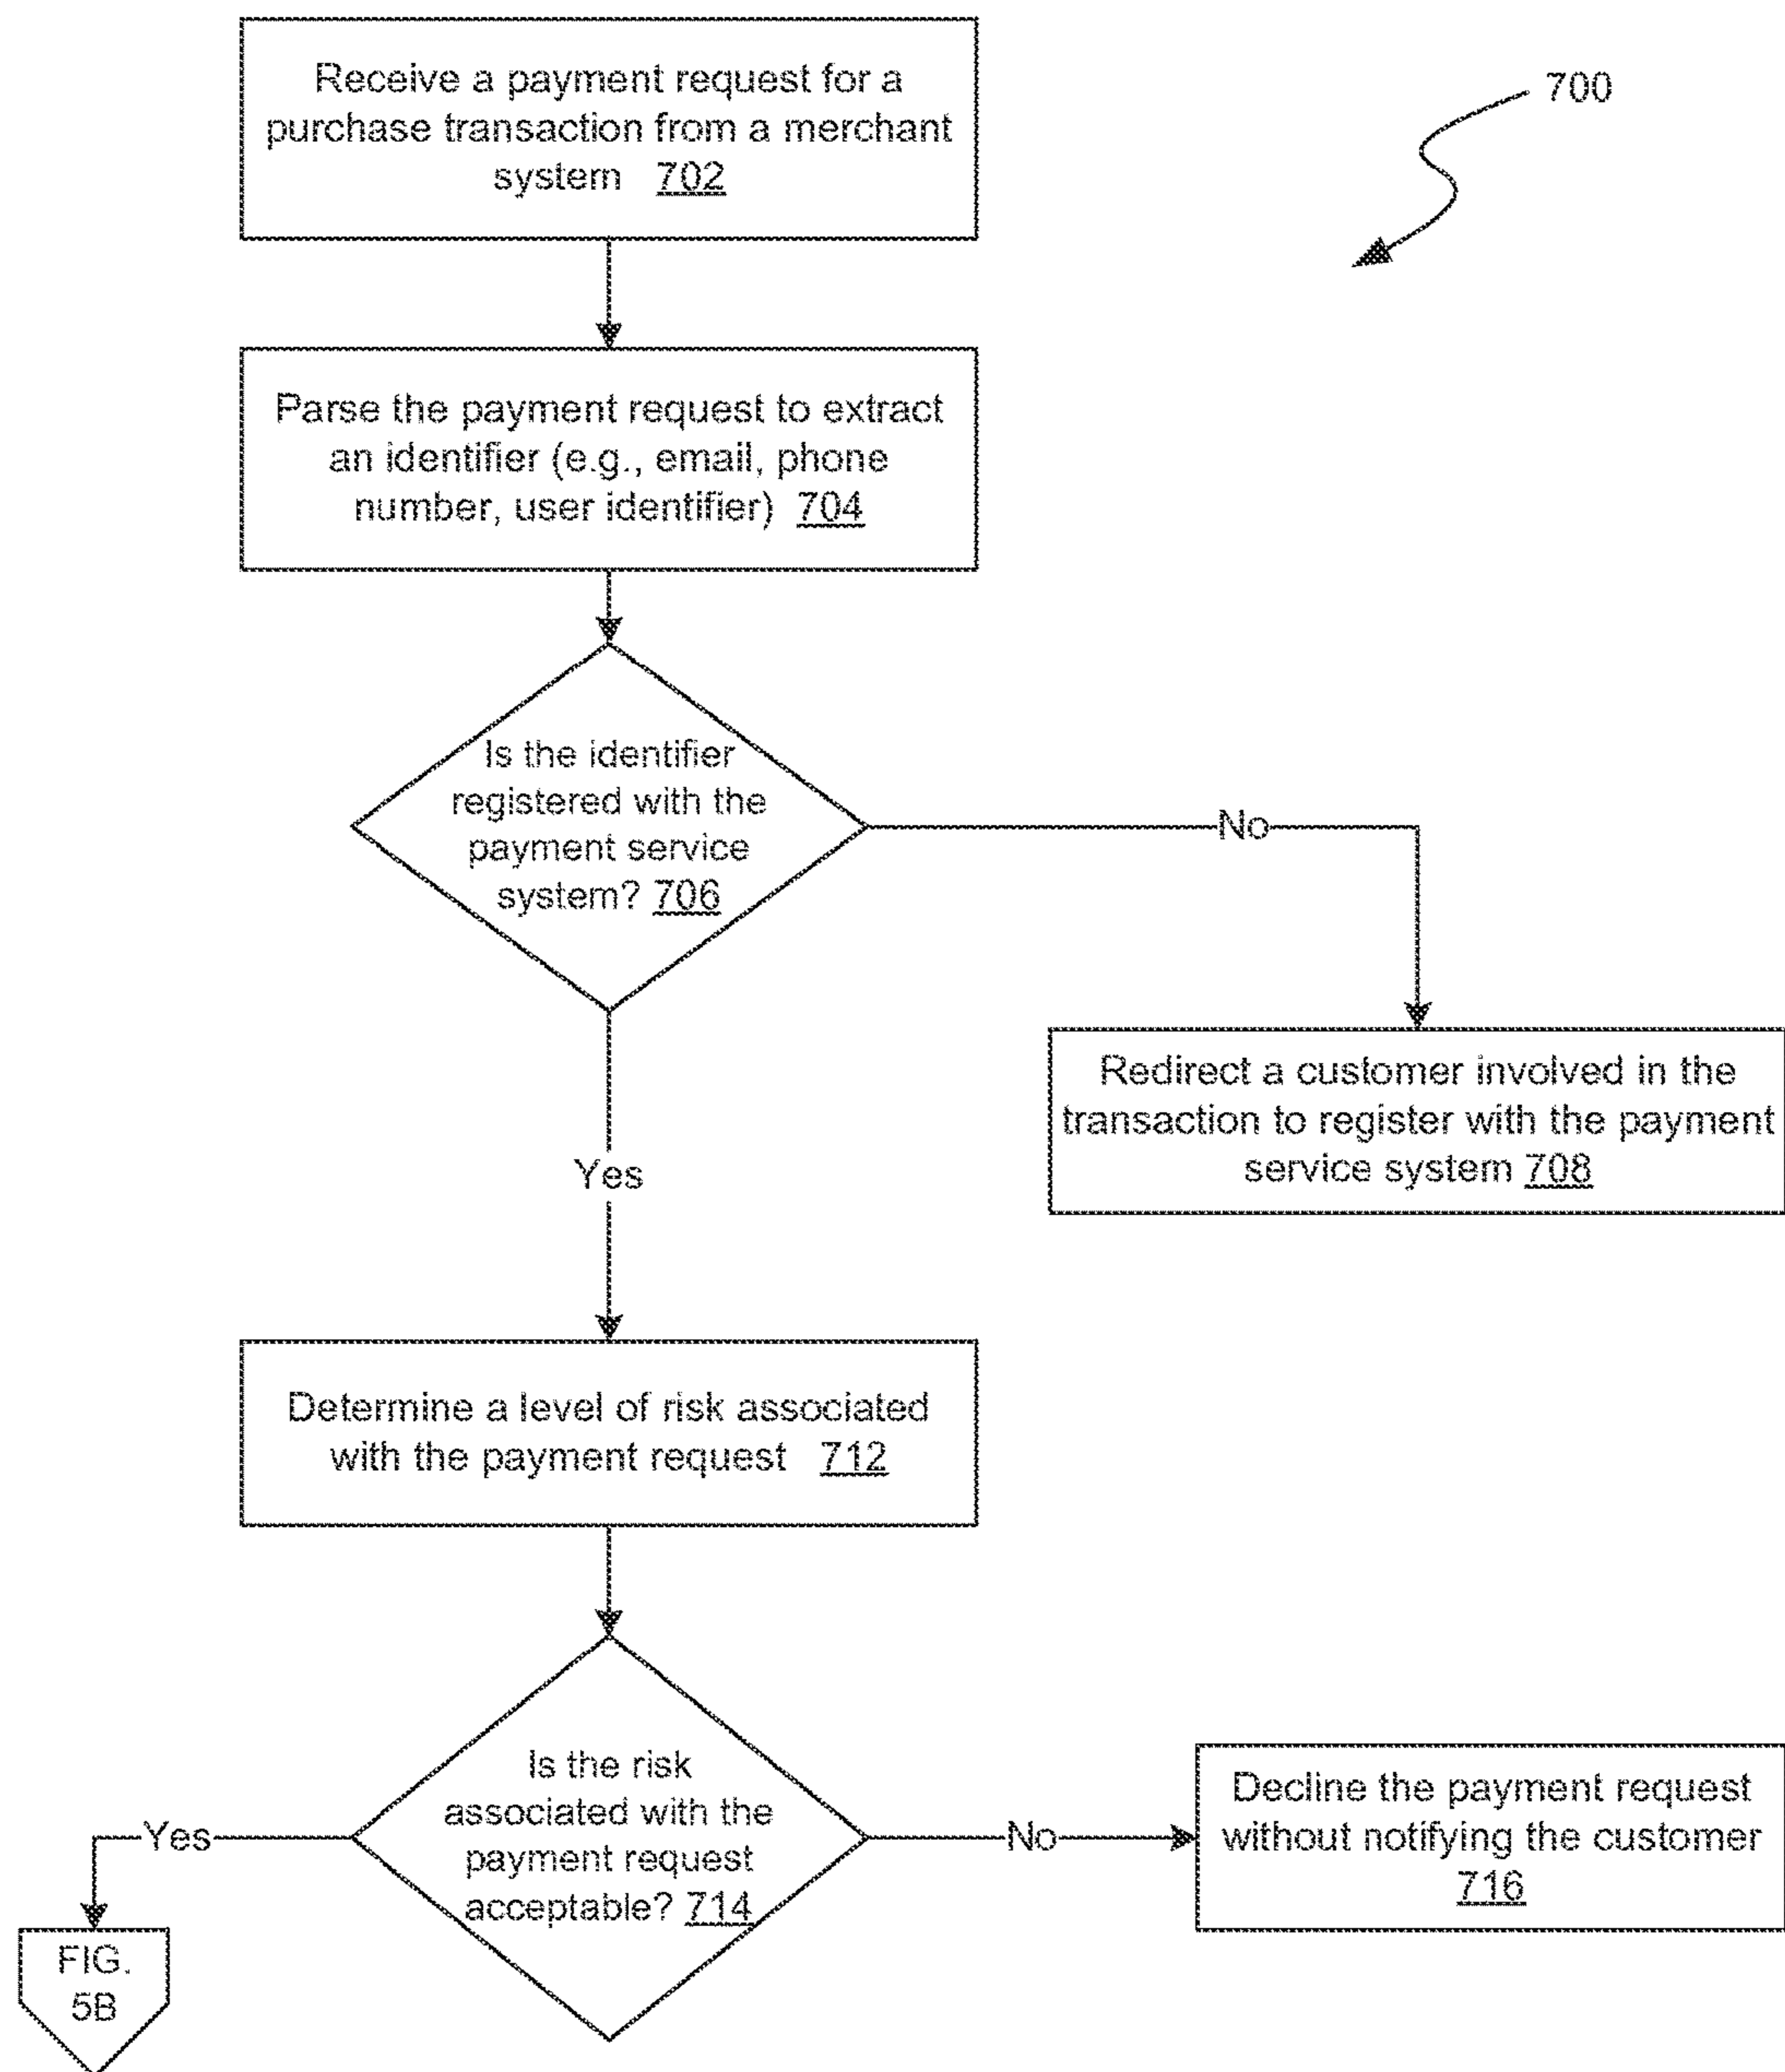 Receive a payment request for a
purchase transaction from a merchant
system 702
700
Parse the payment request to extract
an identifier (e.g., email, phone
number, user identifier) 704
Is the identifier
registered with the
payment service
system? 706
No
Redirect a customer involved in the
transaction to register with the payment
service system 708
Yes
Determine a level of risk associated
with the payment request 712
Is the risk
associated with the
payment request
acceptable? 714
Yes
No
Decline the payment request
without notifying the customer
716
FIG.
5B